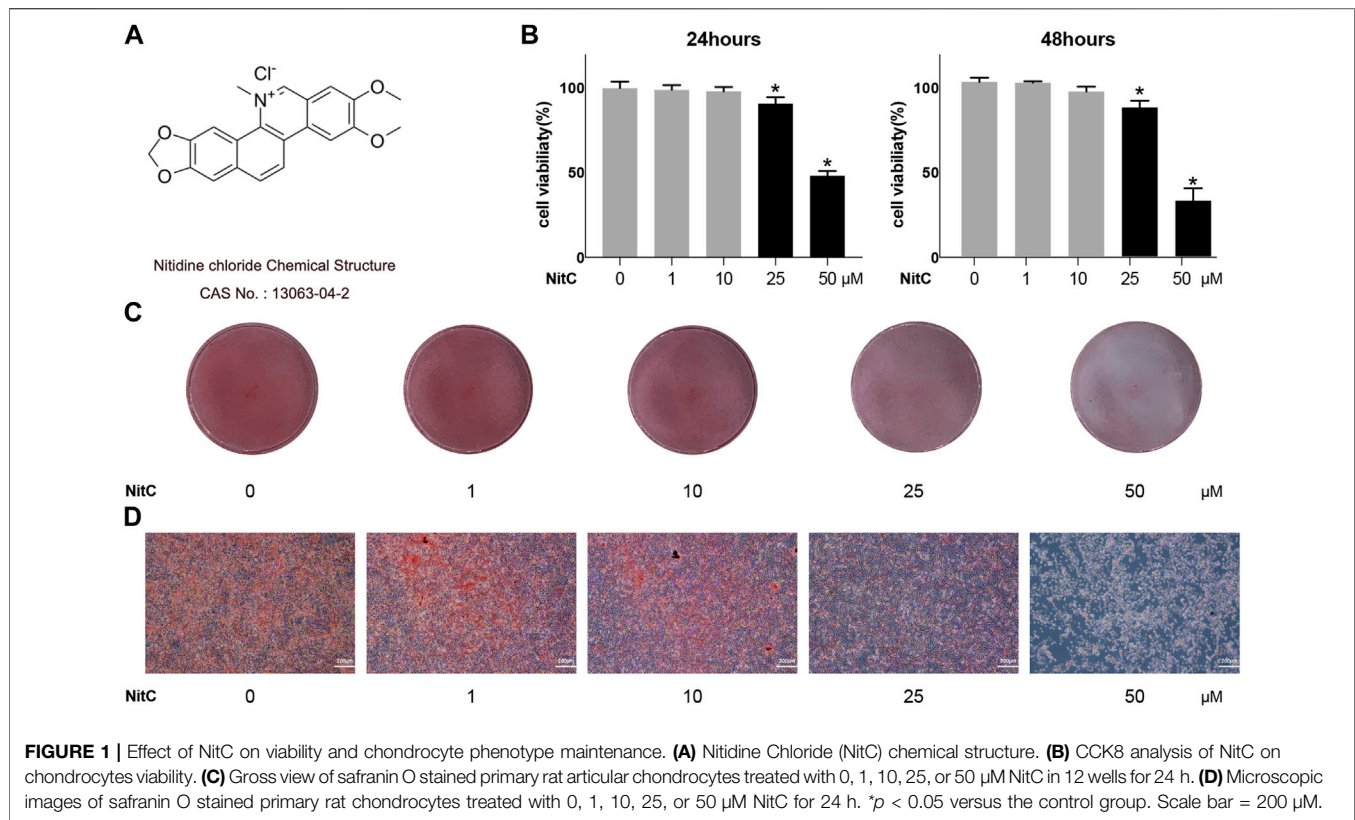 A
Cl-
N+
O
O
O
O
Nitidine chloride Chemical Structure
CAS No. : 13063-04-2
B
24hours
cell viabiliaty(%)
100
50
0
*
*
NitC 0 1 10 25 50 μM
48hours
cell viabiliaty(%)
100
50
0
*
*
0 1 10 25 50 μM
C
NitC 0 1 10 25 50 μM
D
200μm 200μm 200μm 200μm 200μm
NitC 0 1 10 25 50 μM
FIGURE 1 | Effect of NitC on viability and chondrocyte phenotype maintenance. (A) Nitidine Chloride (NitC) chemical structure. (B) CCK8 analysis of NitC on
chondrocytes viability. (C) Gross view of safranin O stained primary rat articular chondrocytes treated with 0, 1, 10, 25, or 50 μM NitC in 12 wells for 24 h. (D) Microscopic
images of safranin O stained primary rat chondrocytes treated with 0, 1, 10, 25, or 50 μM NitC for 24 h. *p < 0.05 versus the control group. Scale bar = 200 μM.